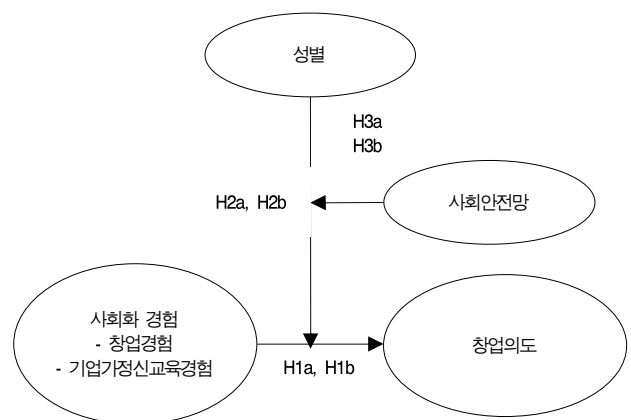 성별
H3a
H3b
H2a, H2b
사회안전망
사회화 경험
- 창업경험
- 기업가정신교육경험
H1a, H1b
창업의도